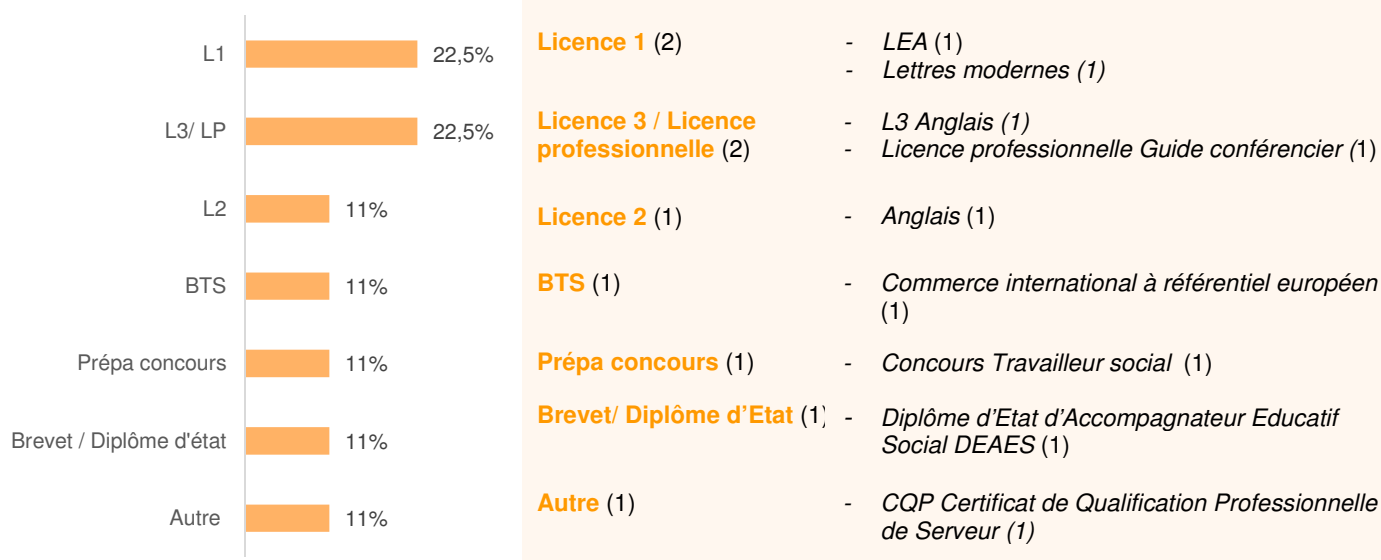 L1 22,5%
L3/ LP 22,5%
L2 11%
BTS 11%
Prépa concours 11%
Brevet / Diplôme d'état 11%
Autre 11%
Licence 1 (2) - LEA (1)
- Lettres modernes (1)
Licence 3 / Licence - L3 Anglais (1)
professionnelle (2) - Licence professionnelle Guide conférencier (1)
Licence 2 (1) - Anglais (1)
BTS (1) - Commerce international à référentiel européen
(1)
Prépa concours (1) - Concours Travailleur social (1)
Brevet/ Diplôme d’Etat (1) - Diplôme d’Etat d’Accompagnateur Educatif
Social DEAES (1)
Autre (1) - CQP Certificat de Qualification Professionnelle
de Serveur (1)